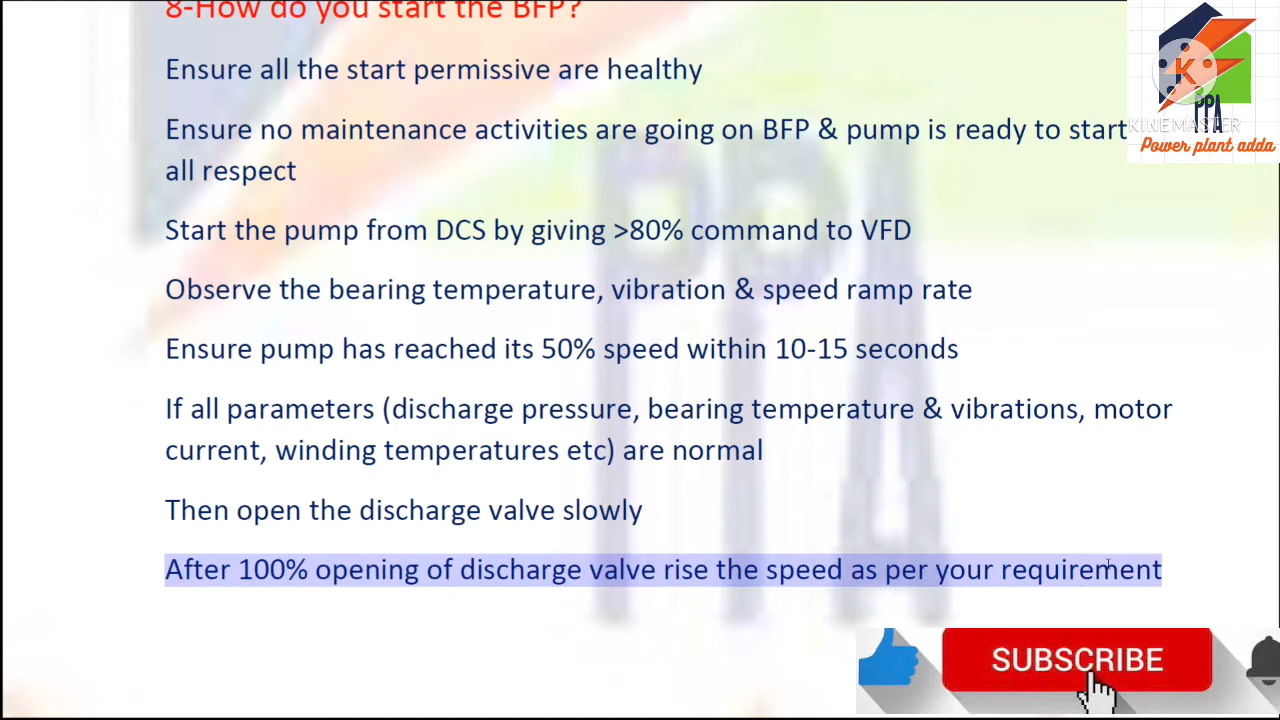 8-How do you start the BFP?
Ensure all the start permissive are healthy
Ensure no maintenance activities are going on BFP & pump is ready to start
all respect
Start the pump from DCS by giving >80% command to VFD
Observe the bearing temperature, vibration & speed ramp rate
Ensure pump has reached its 50% speed within 10-15 seconds
If all parameters (discharge pressure, bearing temperature & vibrations, motor
current, winding temperatures etc) are normal
Then open the discharge valve slowly
After 100% opening of discharge valve rise the speed as per your requirement
K
PPA
KINEMASTER
Power plant adda
PPA
SUBSCRIBE